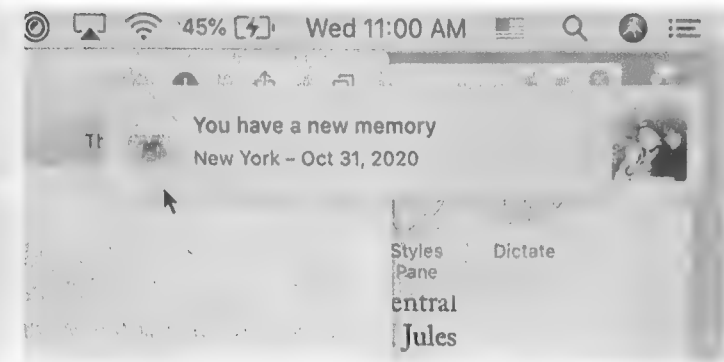 45% Wed 11:00 AM
Th
You have a new memory
New York – Oct 31, 2020
Styles Dictate
Pane
entral
Jules